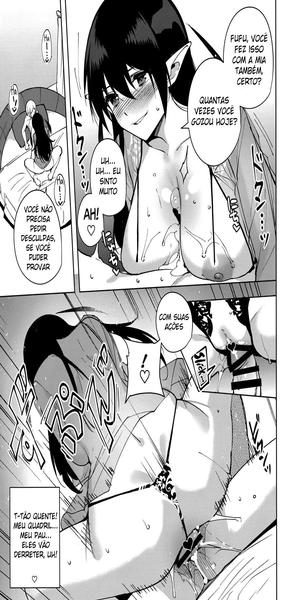 FUFU, VOCÊ
FEZ ISSO
COM A MIA
TAMBÉM,
CERTO?
QUANTAS
VEZES VOCÊ
GOZOU HOJE?
UH...
UH... EU
SINTO
MUITO
AH!
VOCÊ NÃO
PRECISA
PEDIR
DESCULPAS,
SE VOCÊ
PUDER
PROVAR
COM SUAS
AÇÕES
!
T-TÃO QUENTE!
MEU QUADRIL...
MEU PAU...
ELES VÃO
DERRETER, UH!